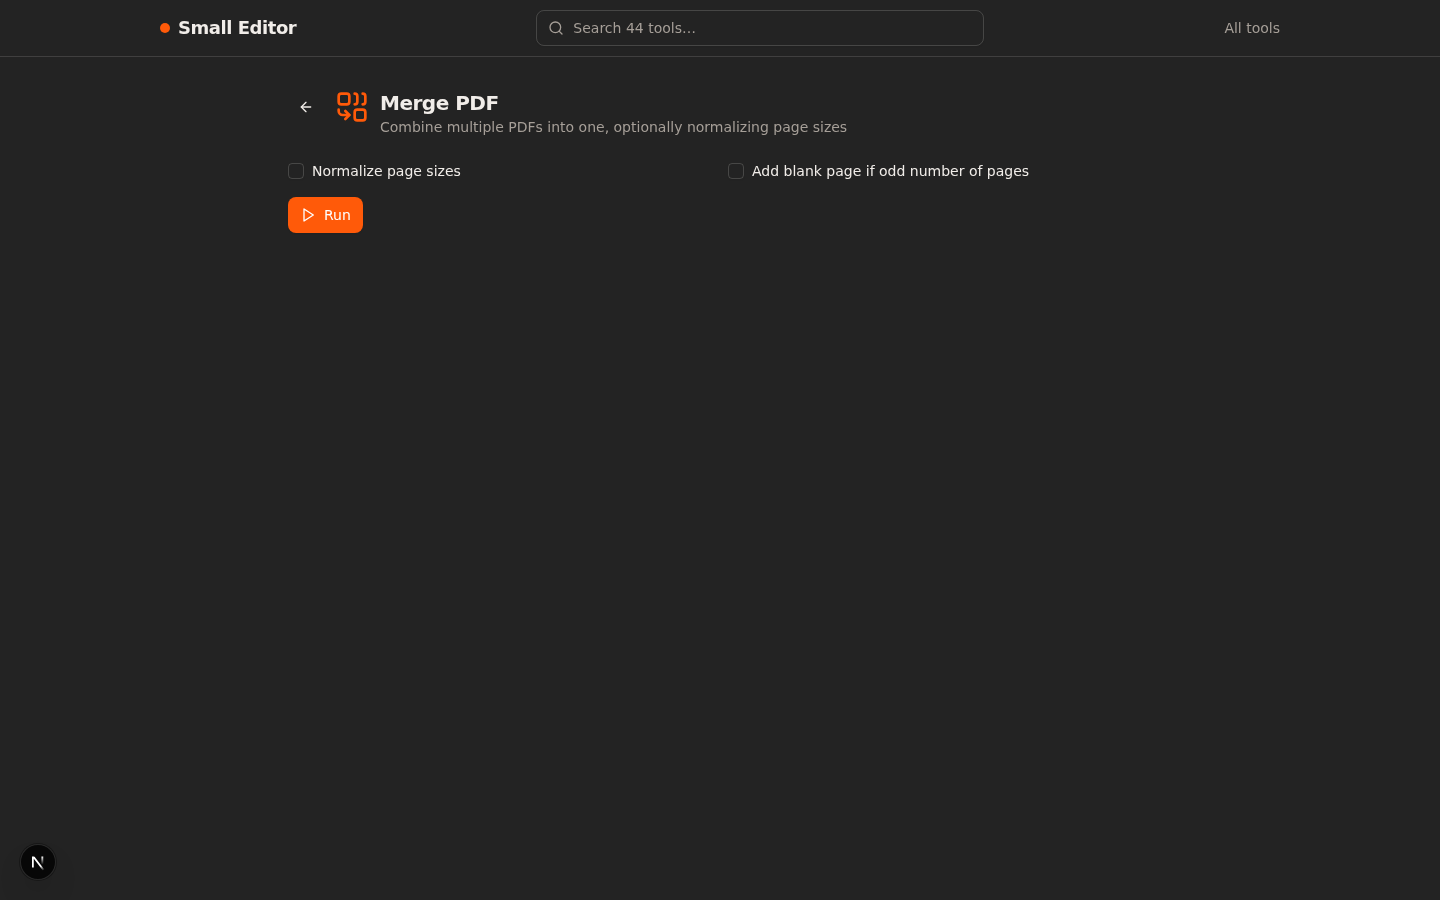 Small Editor
Search 44 tools...
All tools
Merge PDF
Combine multiple PDFs into one, optionally normalizing page sizes
Normalize page sizes
Add blank page if odd number of pages
Run
N